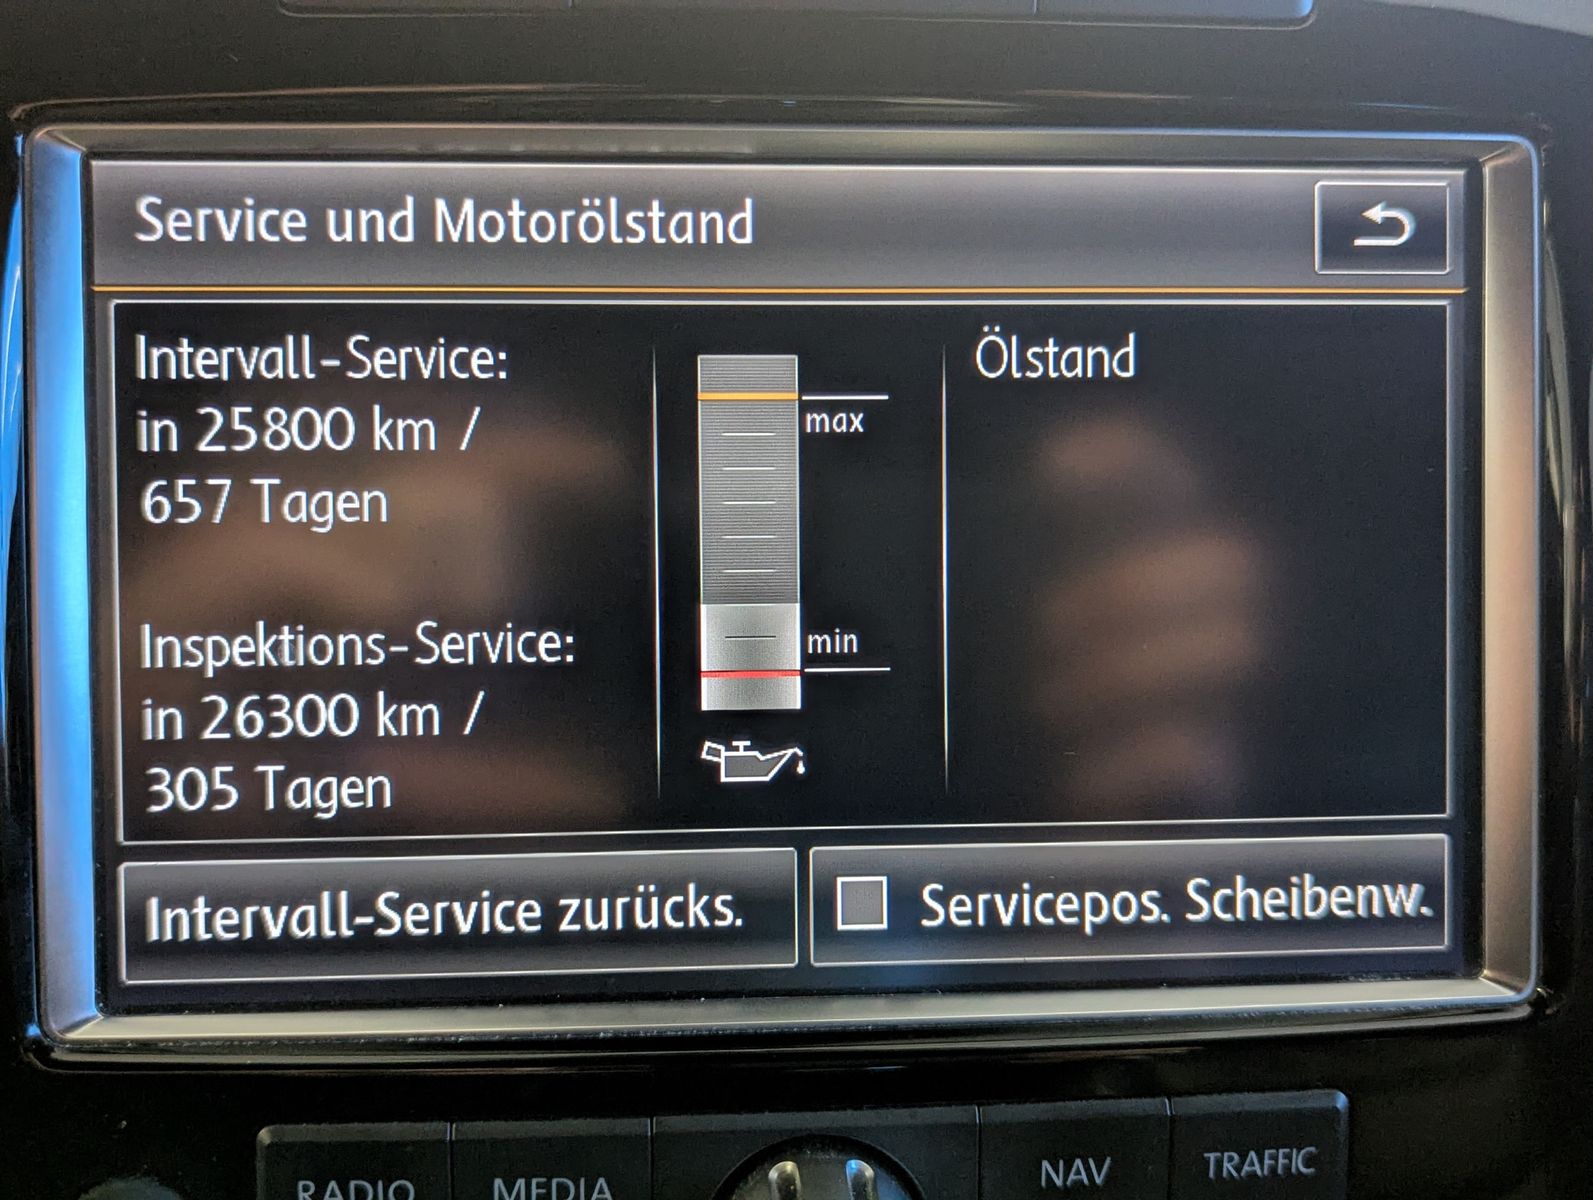 Service und Motorölstand
Intervall-Service:
in 25800 km /
657 Tagen
Inspektions-Service:
in 26300 km /
305 Tagen
max
min
Ölstand
Intervall-Service zurücks.
Servicepos. Scheibenw.
RADIO
MEDIA
NAV
TRAFFIC